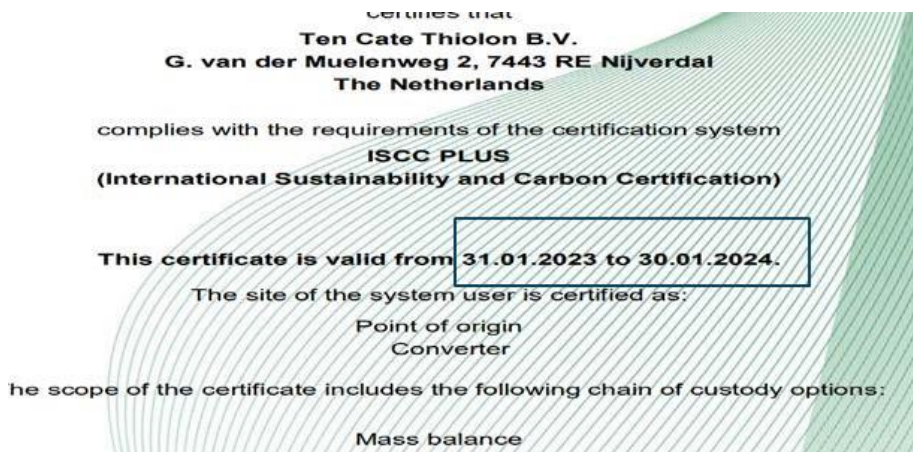 certifies that
Ten Cate Thiolon B.V.
G. van der Muelenweg 2, 7443 RE Nijverdal
The Netherlands
complies with the requirements of the certification system
ISCC PLUS
(International Sustainability and Carbon Certification)
This certificate is valid from 31.01.2023 to 30.01.2024.
The site of the system user is certified as:
Point of origin
Converter
he scope of the certificate includes the following chain of custody options:
Mass balance